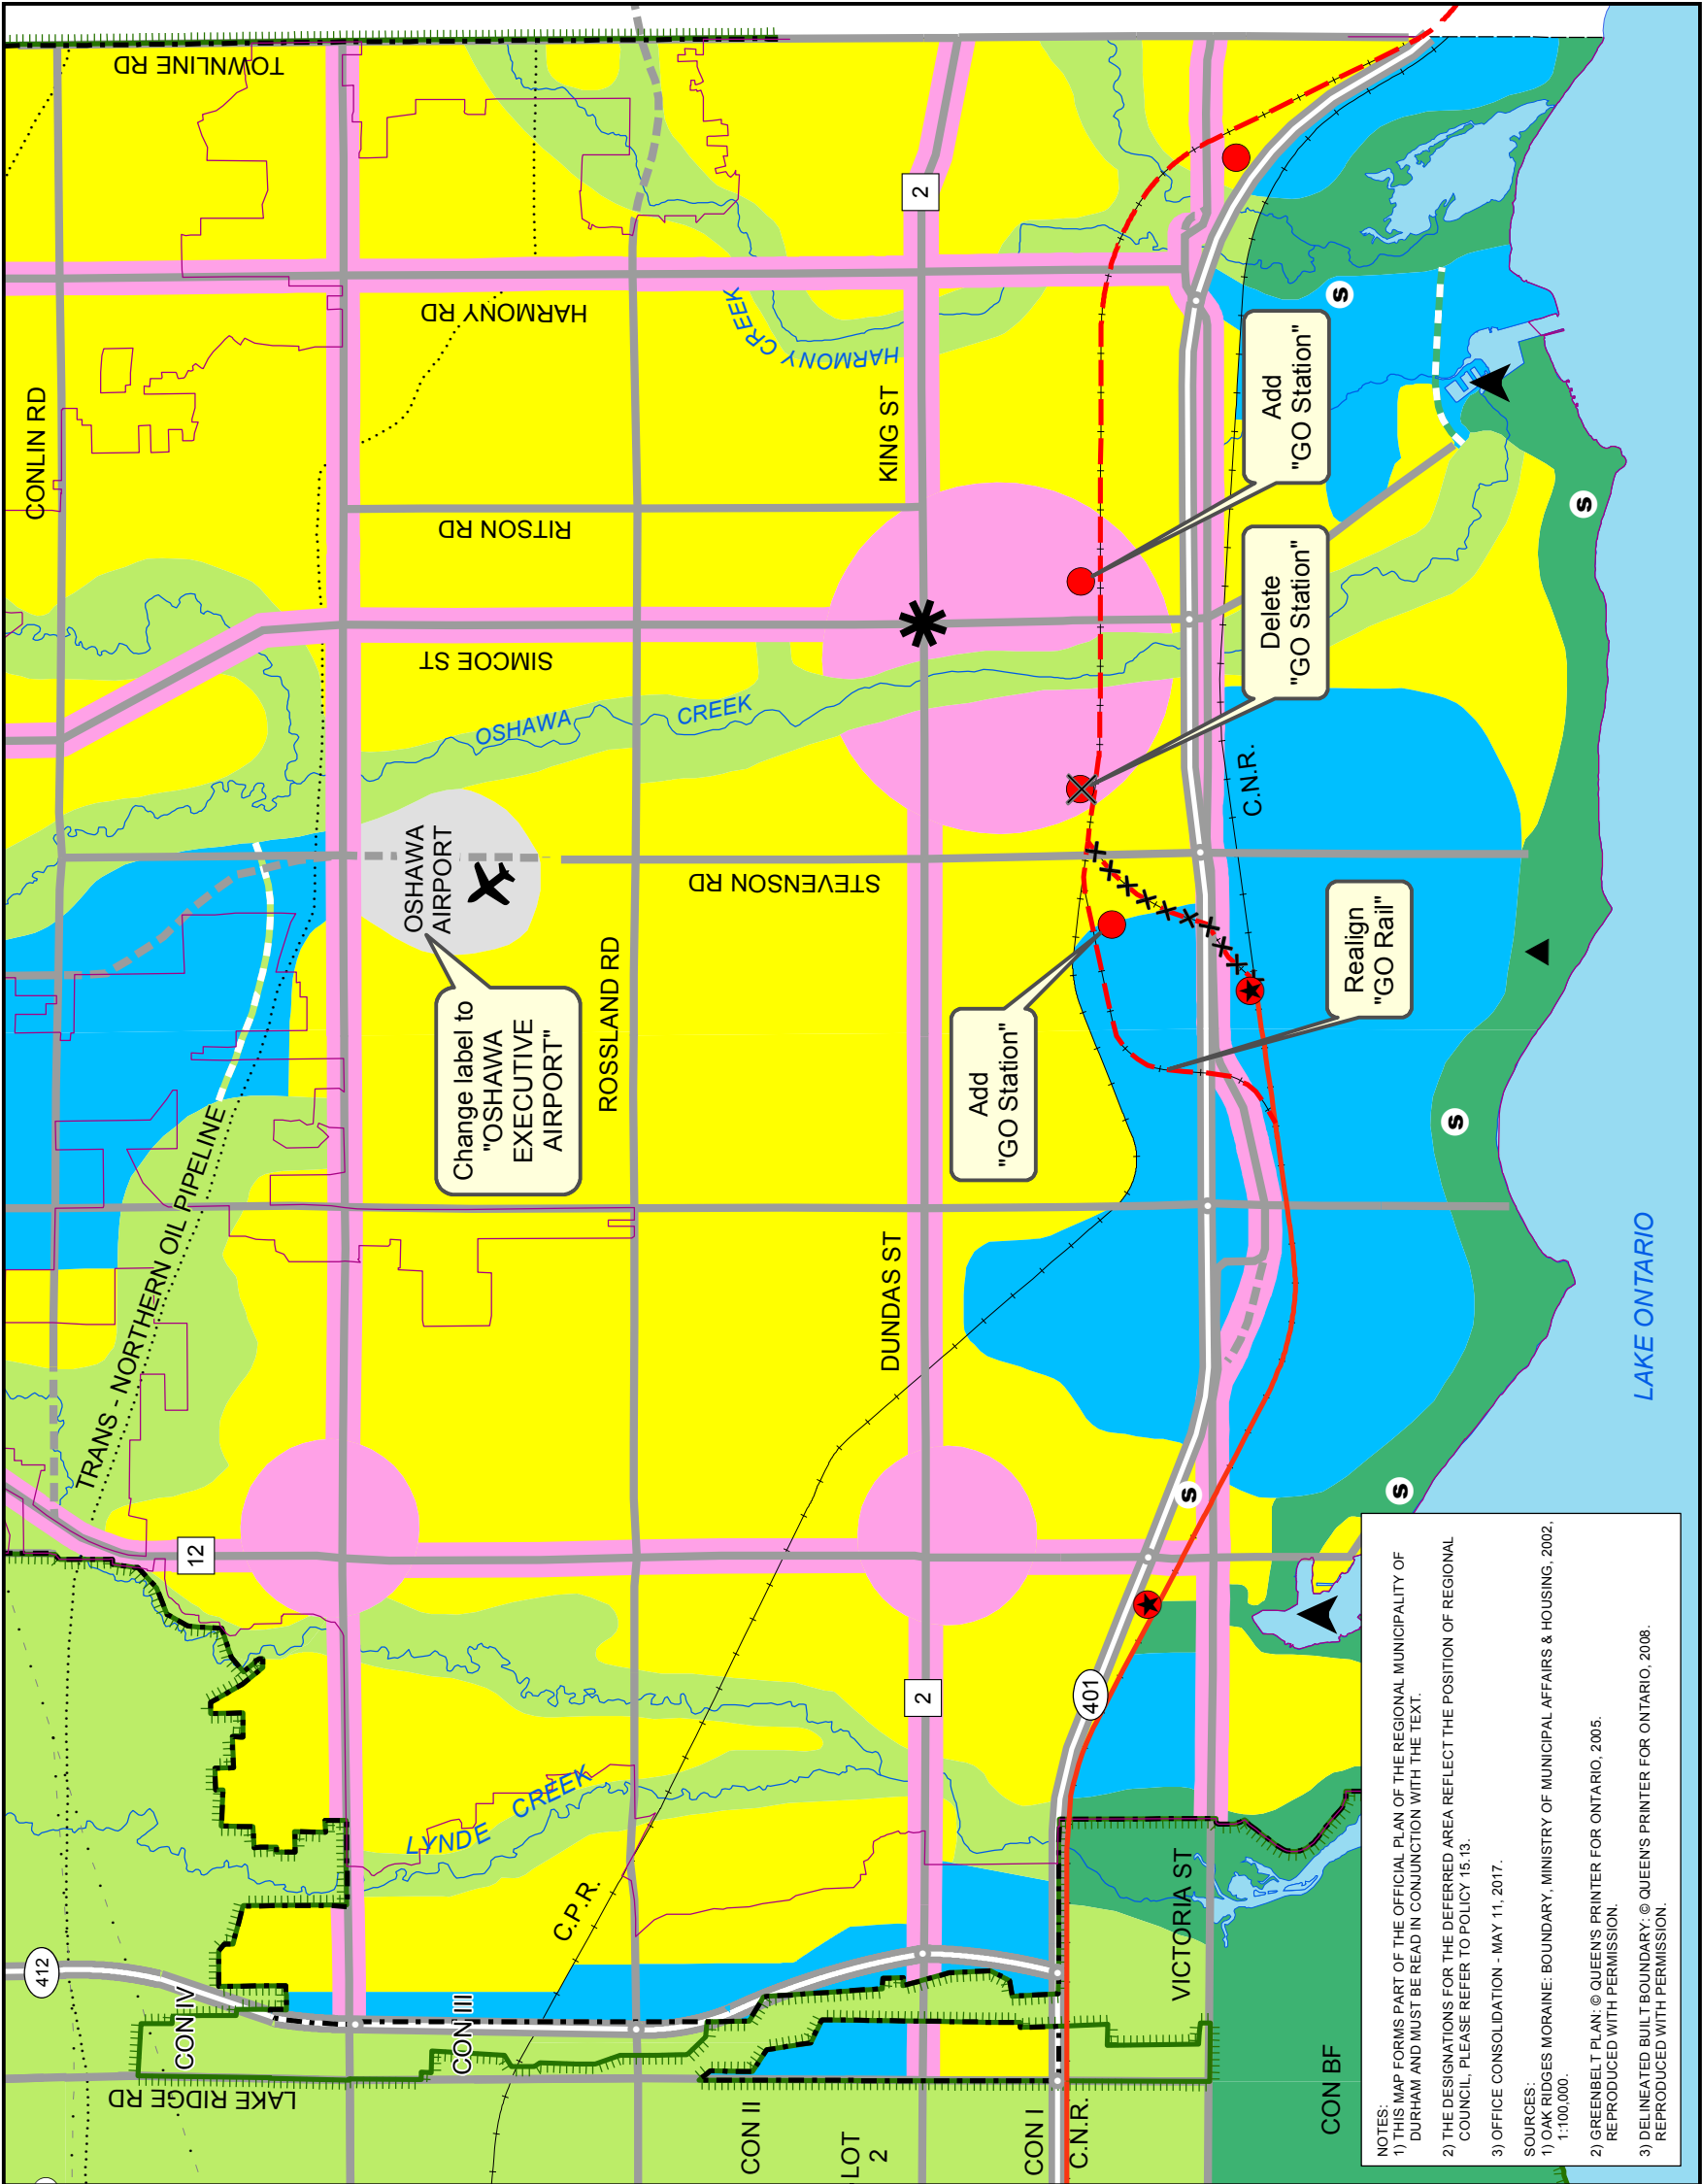 412
CON IV
LAKE RIDGE RD
CON III
C.P.R.
CON II
LOT
2
CON I
C.N.R.
CON BF
VICTORIA ST
LYNDE
CREEK
12
2
401
TRANS - NORTHERN OIL PIPELINE
DUNDAS ST
ROSSLAND RD
Change label to
"OSHAWA
EXECUTIVE
AIRPORT"
OSHAWA
AIRPORT
STEVENSON RD
Add
"GO Station"
Realign
"GO Rail"
C.N.R.
OSHAWA
CREEK
SIMCOE ST
Delete
"GO Station"
RITSON RD
CONLIN RD
KING ST
Add
"GO Station"
HARMONY RD
HARMONY CREEK
2
TOWNLINE RD
S
S
S
S
S
LAKE ONTARIO
NOTES:
1) THIS MAP FORMS PART OF THE OFFICIAL PLAN OF THE REGIONAL MUNICIPALITY OF
DURHAM AND MUST BE READ IN CONJUNCTION WITH THE TEXT.
2) THE DESIGNATIONS FOR THE DEFERRED AREA REFLECT THE POSITION OF REGIONAL
COUNCIL, PLEASE REFER TO POLICY 15.13.
3) OFFICE CONSOLIDATION - MAY 11, 2017.
SOURCES:
1) OAK RIDGES MORAINE: BOUNDARY, MINISTRY OF MUNICIPAL AFFAIRS & HOUSING, 2002,
1:100,000.
2) GREENBELT PLAN: © QUEEN'S PRINTER FOR ONTARIO, 2005.
REPRODUCED WITH PERMISSION.
3) DELINEATED BUILT BOUNDARY: © QUEEN'S PRINTER FOR ONTARIO, 2008.
REPRODUCED WITH PERMISSION.